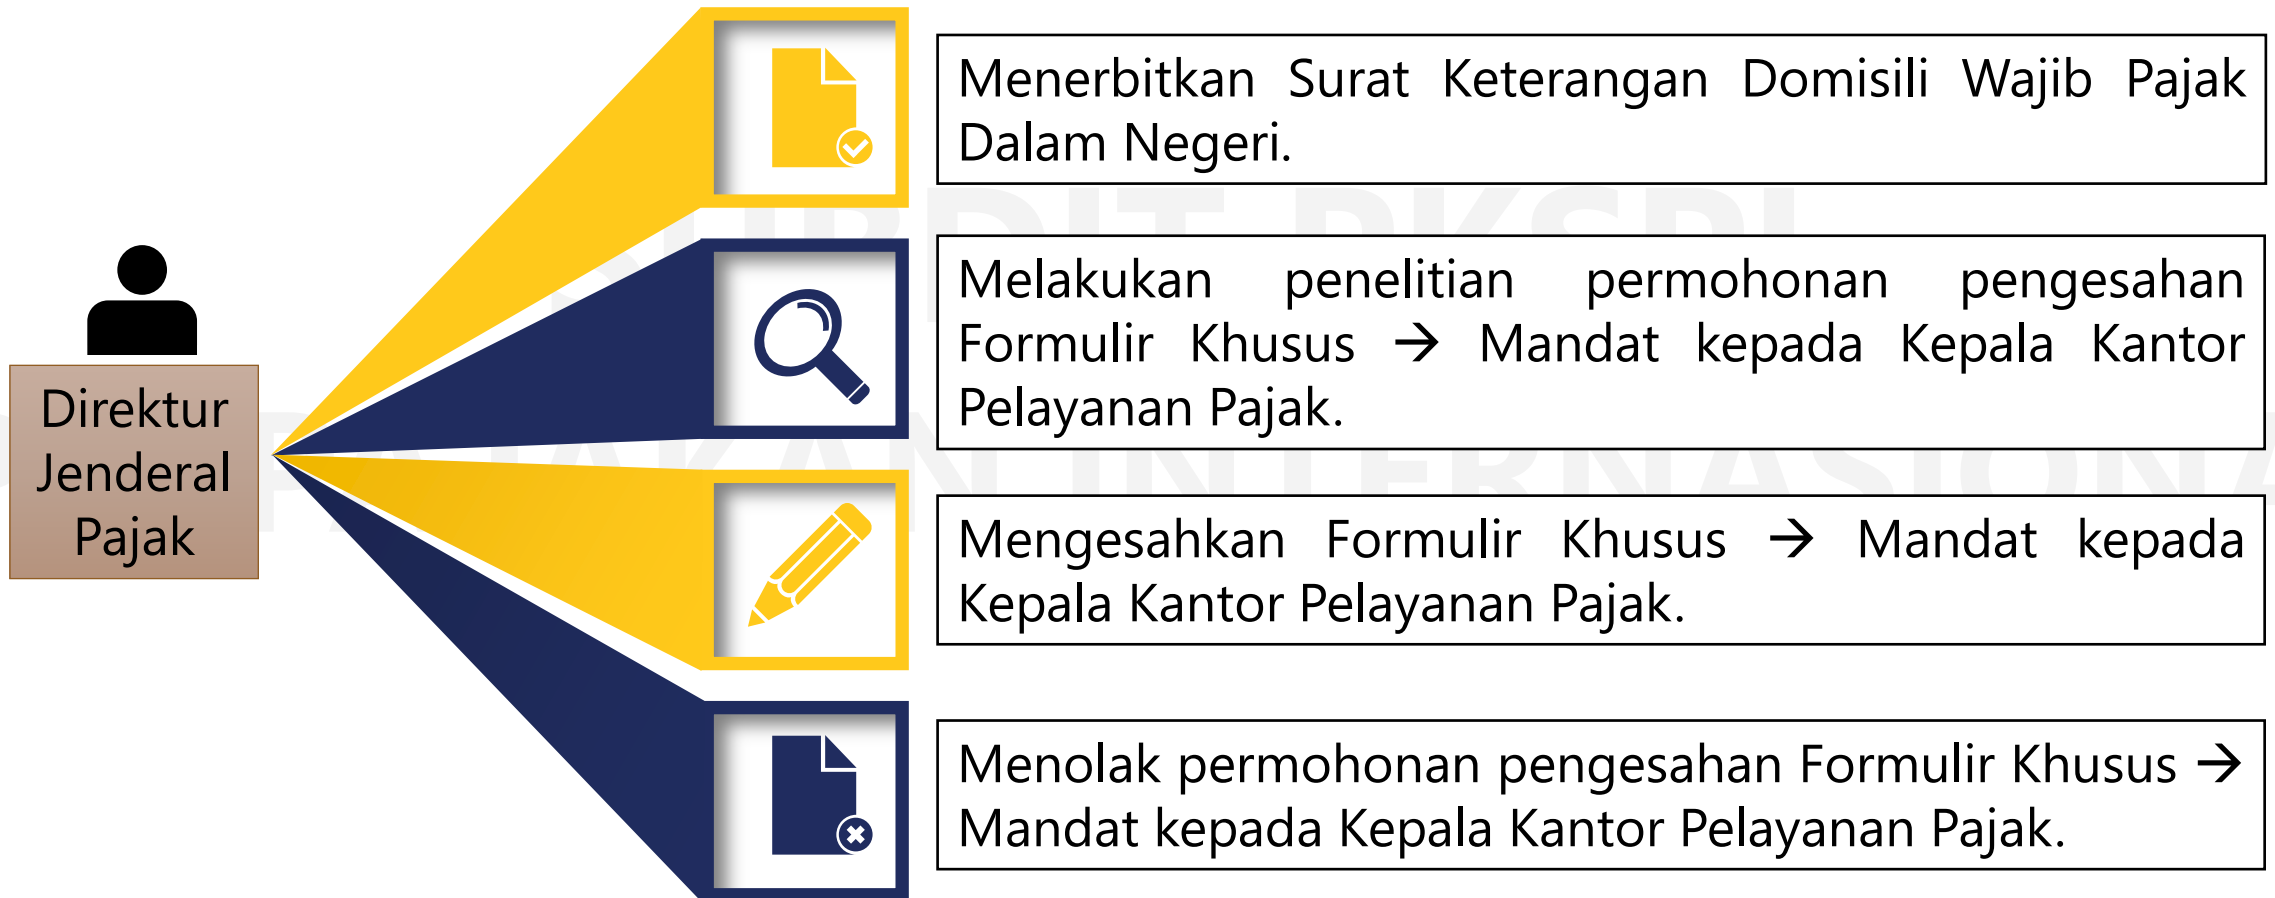 Direktur
Jenderal
Pajak
Menerbitkan Surat Keterangan Domisili Wajib Pajak
Dalam Negeri.
Melakukan penelitian permohonan pengesahan
Formulir Khusus → Mandat kepada Kepala Kantor
Pelayanan Pajak.
Mengesahkan Formulir Khusus → Mandat kepada
Kepala Kantor Pelayanan Pajak.
Menolak permohonan pengesahan Formulir Khusus →
Mandat kepada Kepala Kantor Pelayanan Pajak.